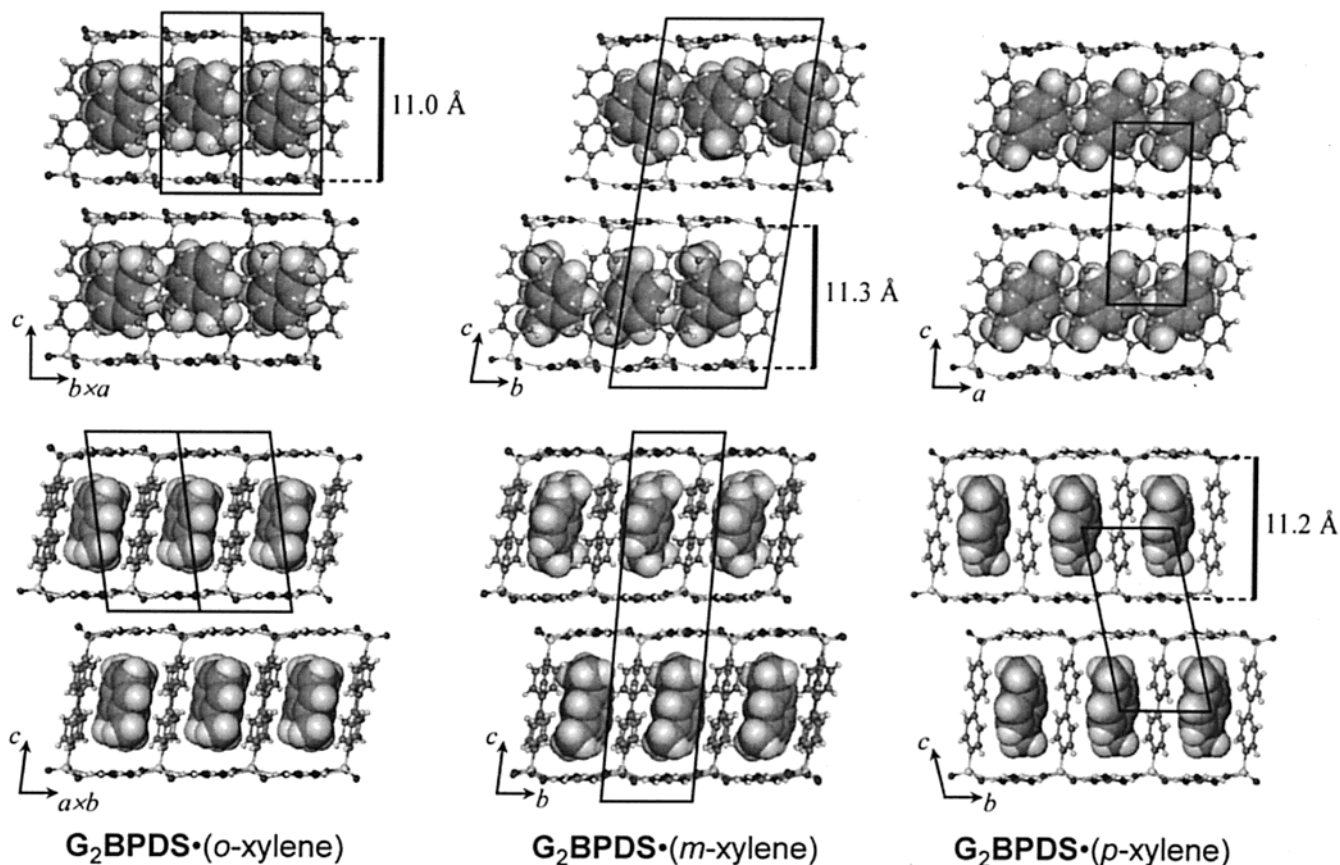 11.0 Å
c
b×a
11.3 Å
c
b
c
a
c
a×b
c
b
11.2 Å
c
b
G₂BPDS•(o-xylene)
G₂BPDS•(m-xylene)
G₂BPDS•(p-xylene)